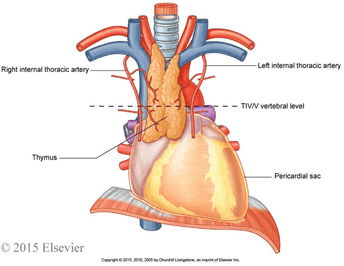 Right internal thoracic artery
Left internal thoracic artery
TIV/V vertebral level
Thymus
Pericardial sac
© 2015 Elsevier
Copyright © 2015, 2010, 2005 by Churchill Livingstone, an imprint of Elsevier Inc.